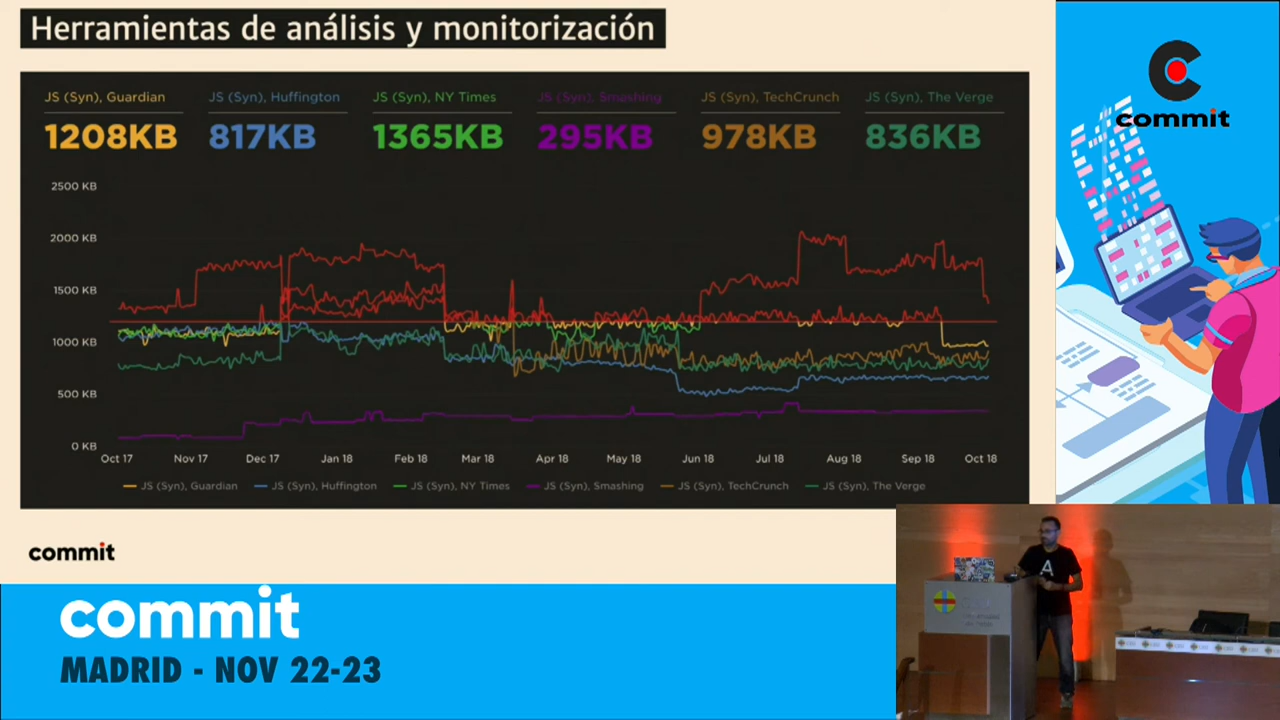 Herramientas de análisis y monitorización
JS (Syn), Guardian
JS (Syn), Huffington
JS (Syn), NY Times
JS (Syn), Smashing
JS (Syn), TechCrunch
JS (Syn), The Verge
1208KB
817KB
1365KB
295KB
978KB
836KB
2500 KB
2000 KB
1500 KB
1000 KB
500 KB
0 KB
Oct 17 Nov 17 Dec 17 Jan 18 Feb 18 Mar 18 Apr 18 May 18 Jun 18 Jul 18 Aug 18 Sep 18 Oct 18
JS (Syn), Guardian JS (Syn), Huffington JS (Syn), NY Times JS (Syn), Smashing JS (Syn), TechCrunch JS (Syn), The Verge
commit
commit
commit
MADRID - NOV 22-23
A